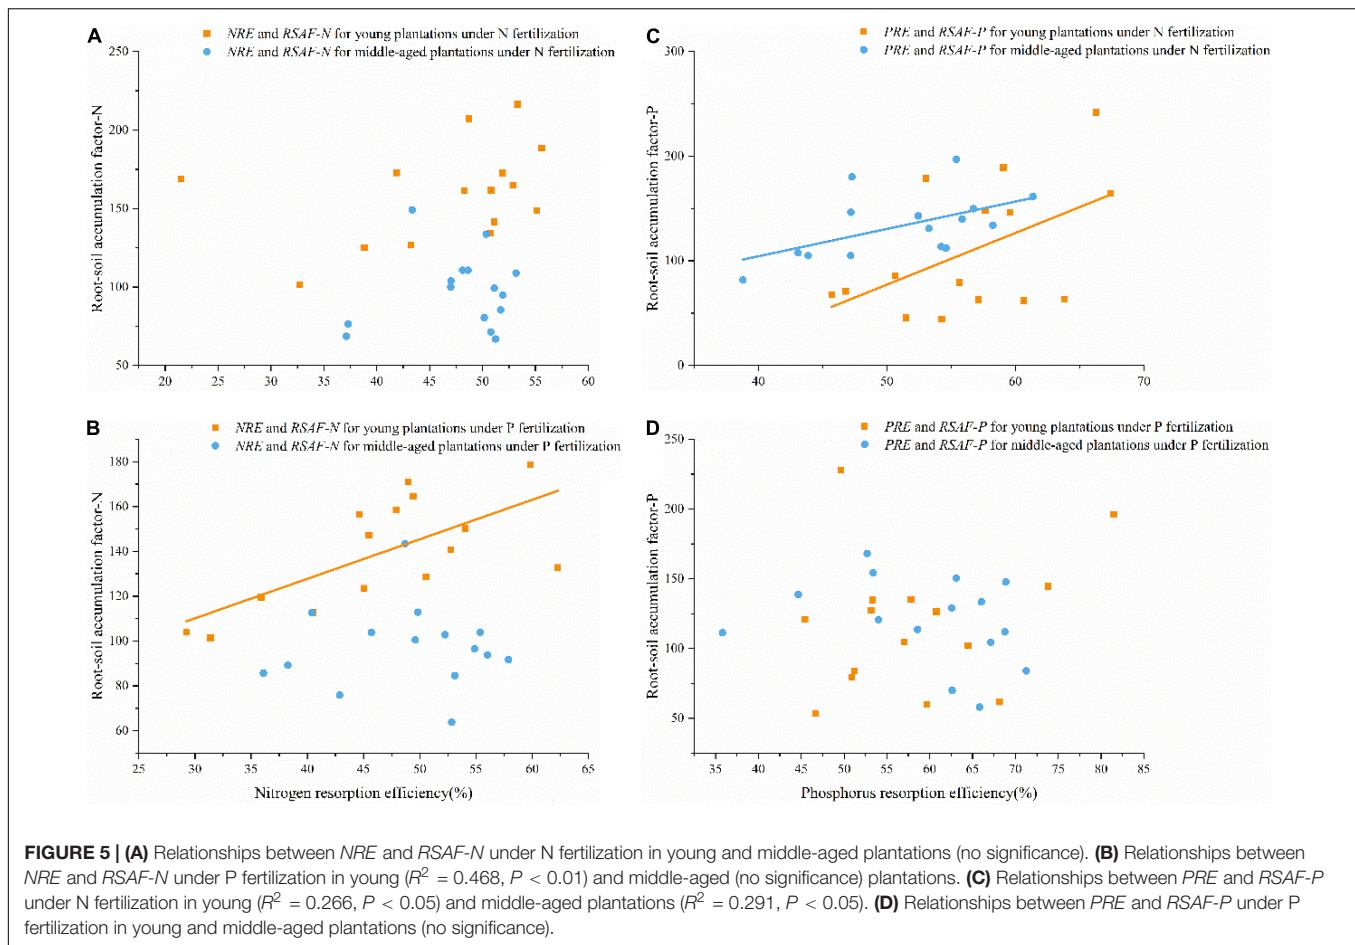 A
NRE and RSAF-N for young plantations under N fertilization
NRE and RSAF-N for middle-aged plantations under N fertilization
250
200
150
100
50
Root-soil accumulation factor-N
20 25 30 35 40 45 50 55 60
C
PRE and RSAF-P for young plantations under N fertilization
PRE and RSAF-P for middle-aged plantations under N fertilization
300
200
100
0
Root-soil accumulation factor-P
40 50 60 70
B
NRE and RSAF-N for young plantations under P fertilization
NRE and RSAF-N for middle-aged plantations under P fertilization
180
160
140
120
100
80
60
Root-soil accumulation factor-N
25 30 35 40 45 50 55 60 65
Nitrogen resorption efficiency(%)
D
PRE and RSAF-P for young plantations under P fertilization
PRE and RSAF-P for middle-aged plantations under P fertilization
250
200
150
100
50
Root-soil accumulation factor-P
35 40 45 50 55 60 65 70 75 80 85
Phosphorus resorption efficiency(%)
FIGURE 5 | (A) Relationships between NRE and RSAF-N under N fertilization in young and middle-aged plantations (no significance). (B) Relationships between
NRE and RSAF-N under P fertilization in young (R² = 0.468, P < 0.01) and middle-aged (no significance) plantations. (C) Relationships between PRE and RSAF-P
under N fertilization in young (R² = 0.266, P < 0.05) and middle-aged plantations (R² = 0.291, P < 0.05). (D) Relationships between PRE and RSAF-P under P
fertilization in young and middle-aged plantations (no significance).